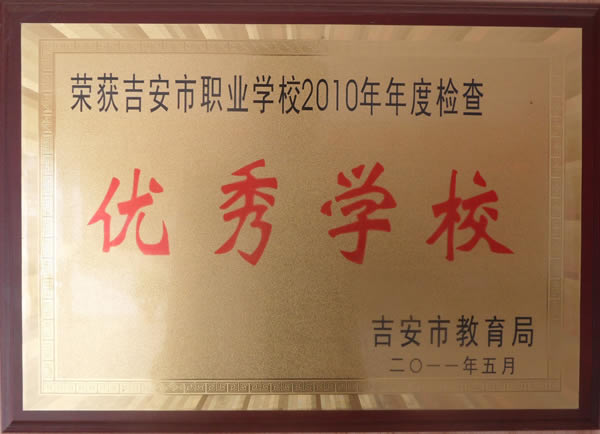 荣获吉安市职业学校2010年年度检查
优秀学校
吉安市教育局
二〇一一年五月